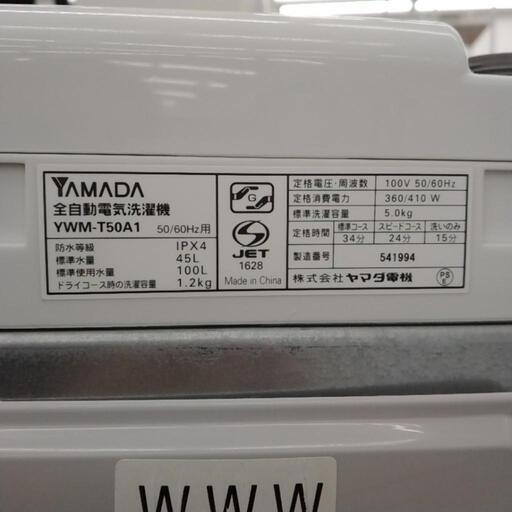 YAMADA
全自動電気洗濯機
YWM-T50A1 50/60Hz用
防水等級 IPX4
標準水量 45L
標準使用水量 100L
ドライコース時の洗濯容量 1.2kg
G
S
JET
1628
Made in China
定格電圧・周波数 100V 50/60Hz
定格消費電力 360/410 W
標準洗濯容量 5.0kg
定格時間 標準コース スピードコース 洗いのみ
34分 24分 15分
製造番号 541994
株式会社 ヤマダ電機
PS
E
WWW